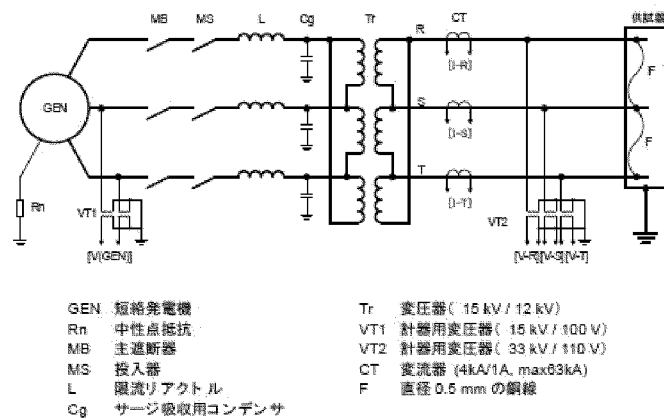 MB MS L Cg Tr R CT 供試器
[I-R]
F
GEN
S
[I-S]
F
Rn
VT1
T
[I-T]
VT2
[V(GEN)]
[V-R][V-S][V-T]
GEN 短絡発電機
Rn 中性点抵抗
MB 主遮断器
MS 投入器
L 限流リアクトル
Cg サージ吸収用コンデンサ
Tr 変圧器( 15 kV / 12 kV)
VT1 計器用変圧器( 15 kV / 100 V)
VT2 計器用変圧器( 33 kV / 110 V)
CT 変流器 (4kA/1A, max63kA)
F 直径 0.5 mm の銅線